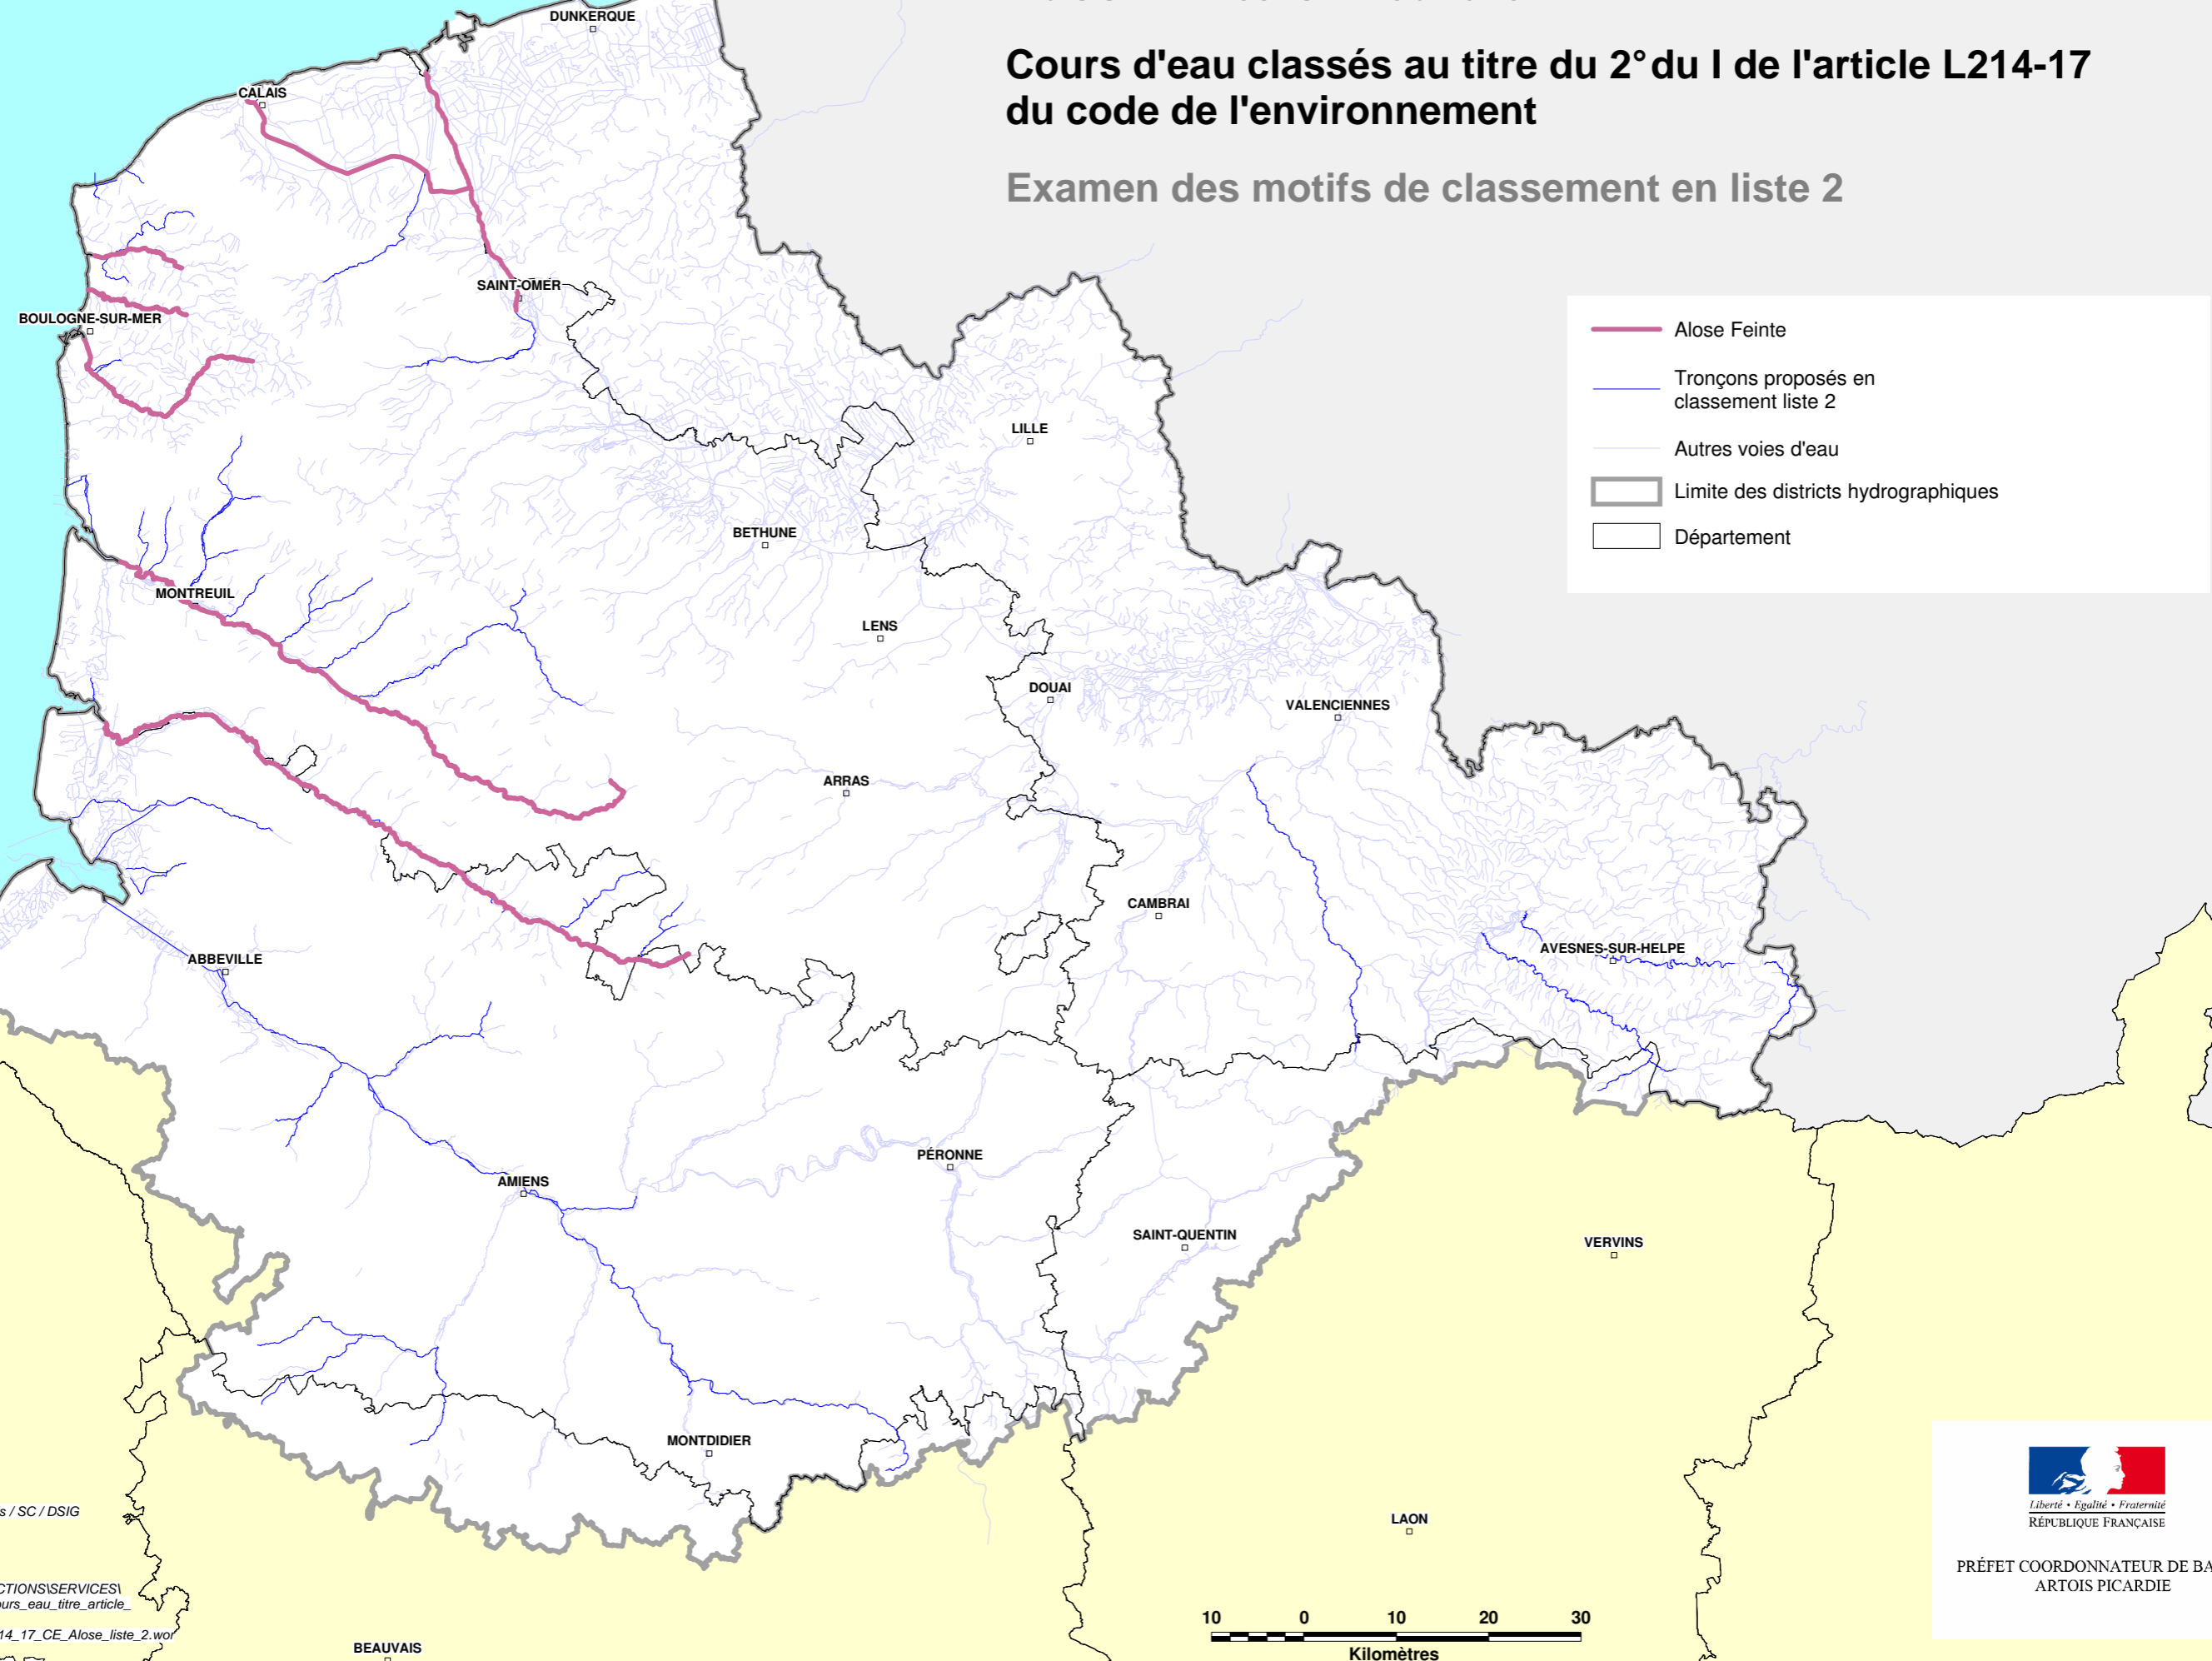 Cours d'eau classés au titre du 2° du I de l'article L214-17
du code de l'environnement
Examen des motifs de classement en liste 2
Alose Feinte
Tronçons proposés en
classement liste 2
Autres voies d'eau
Limite des districts hydrographiques
Département
DUNKERQUE
CALAIS
SAINT-OMER
BOULOGNE-SUR-MER
LILLE
BETHUNE
MONTREUIL
LENS
DOUAI
VALENCIENNES
ARRAS
CAMBRAI
AVESNES-SUR-HELPE
ABBEVILLE
PÉRONNE
AMIENS
SAINT-QUENTIN
VERVINS
MONTDIDIER
LAON
BEAUVAIS
s / SC / DSIG
CTIONS\SERVICES\
ours_eau_titre_article_
14_17_CE_Alose_liste_2.wor
10 0 10 20 30
Kilomètres
Liberté • Egalité • Fraternité
RÉPUBLIQUE FRANÇAISE
PRÉFET COORDONNATEUR DE BA
ARTOIS PICARDIE